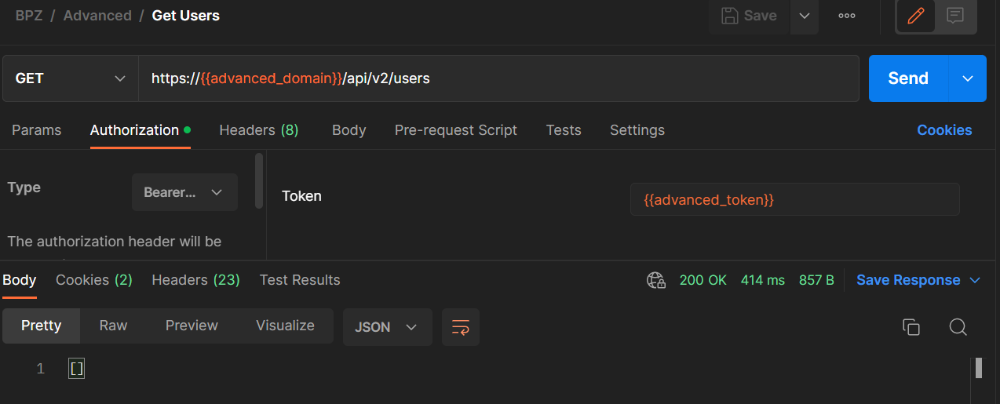 BPZ / Advanced / Get Users
Save
GET
https://{{advanced_domain}}/api/v2/users
Send
Params Authorization Headers (8) Body Pre-request Script Tests Settings Cookies
Type
Bearer...
Token
{{advanced_token}}
The authorization header will be
Body Cookies (2) Headers (23) Test Results
200 OK 414 ms 857 B Save Response
Pretty Raw Preview Visualize JSON
1 []